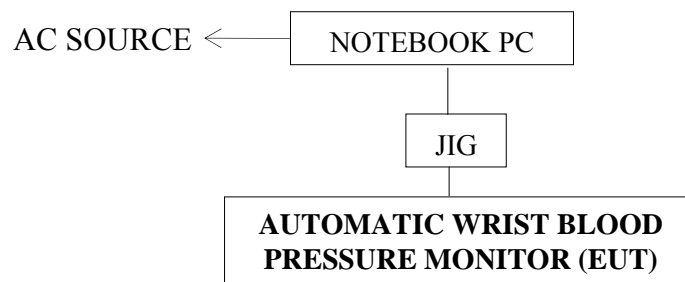 AC SOURCE
NOTEBOOK PC
JIG
AUTOMATIC WRIST BLOOD
PRESSURE MONITOR (EUT)